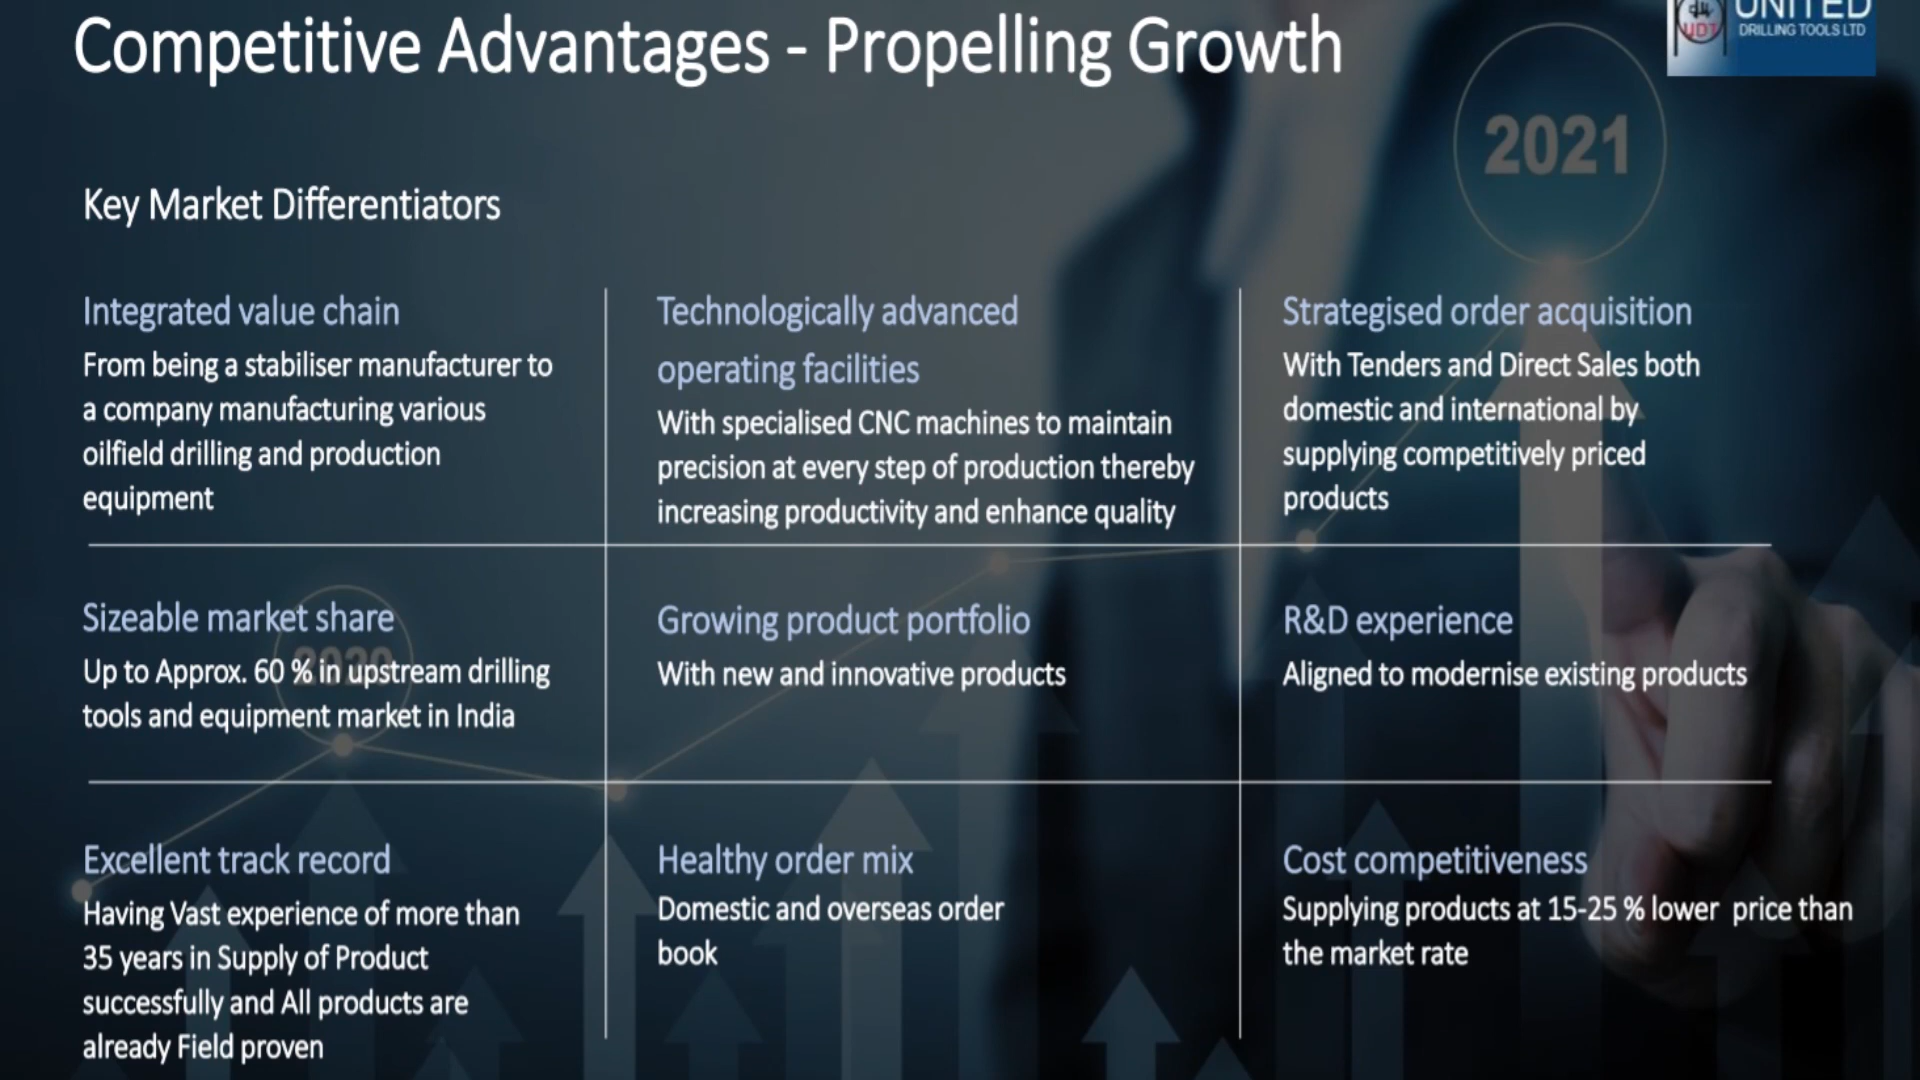 Competitive Advantages - Propelling Growth
UNITED
DRILLING TOOLS LTD
UDT
2021
Key Market Differentiators
Integrated value chain
From being a stabiliser manufacturer to
a company manufacturing various
oilfield drilling and production
equipment
Technologically advanced
operating facilities
With specialised CNC machines to maintain
precision at every step of production thereby
increasing productivity and enhance quality
Strategised order acquisition
With Tenders and Direct Sales both
domestic and international by
supplying competitively priced
products
Sizeable market share
2020
Up to Approx. 60 % in upstream drilling
tools and equipment market in India
Growing product portfolio
With new and innovative products
R&D experience
Aligned to modernise existing products
Excellent track record
Having Vast experience of more than
35 years in Supply of Product
successfully and All products are
already Field proven
Healthy order mix
Domestic and overseas order
book
Cost competitiveness
Supplying products at 15-25 % lower price than
the market rate